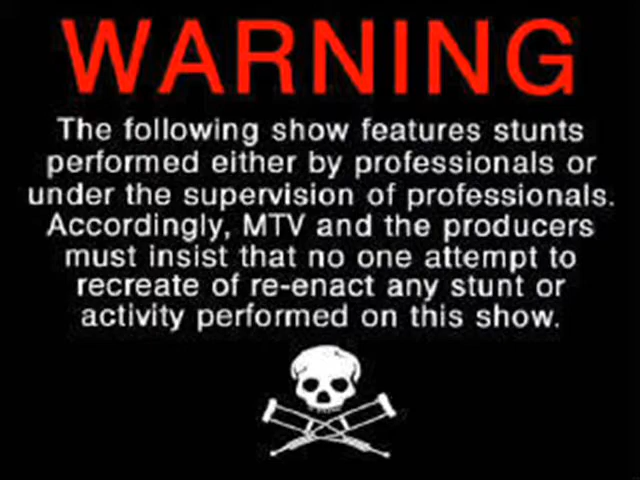 WARNING
The following show features stunts
performed either by professionals or
under the supervision of professionals.
Accordingly, MTV and the producers
must insist that no one attempt to
recreate of re-enact any stunt or
activity performed on this show.